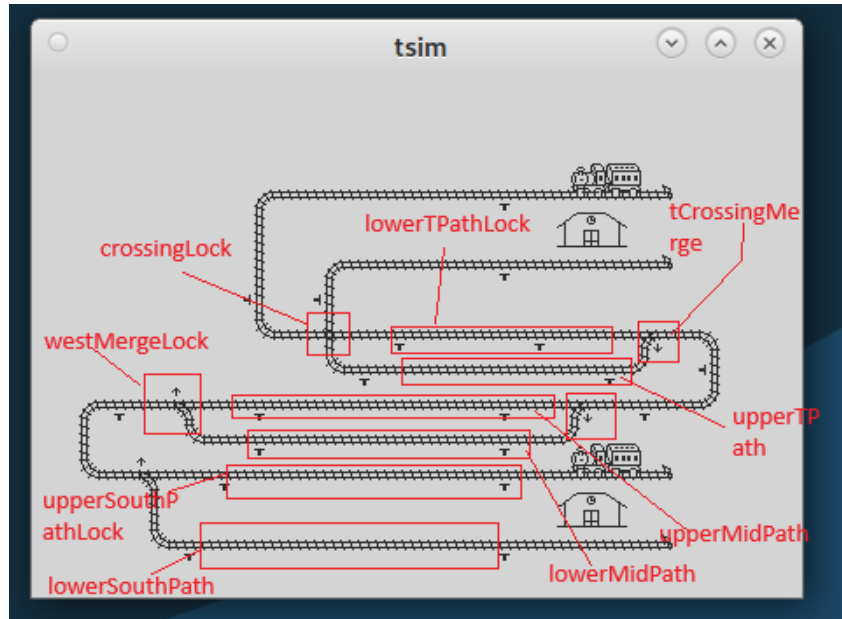 tsim
lowerTPathLock
tCrossingMe
rge
crossingLock
westMergeLock
upperTP
ath
upperSouthP
athLock
upperMidPath
lowerMidPath
lowerSouthPath